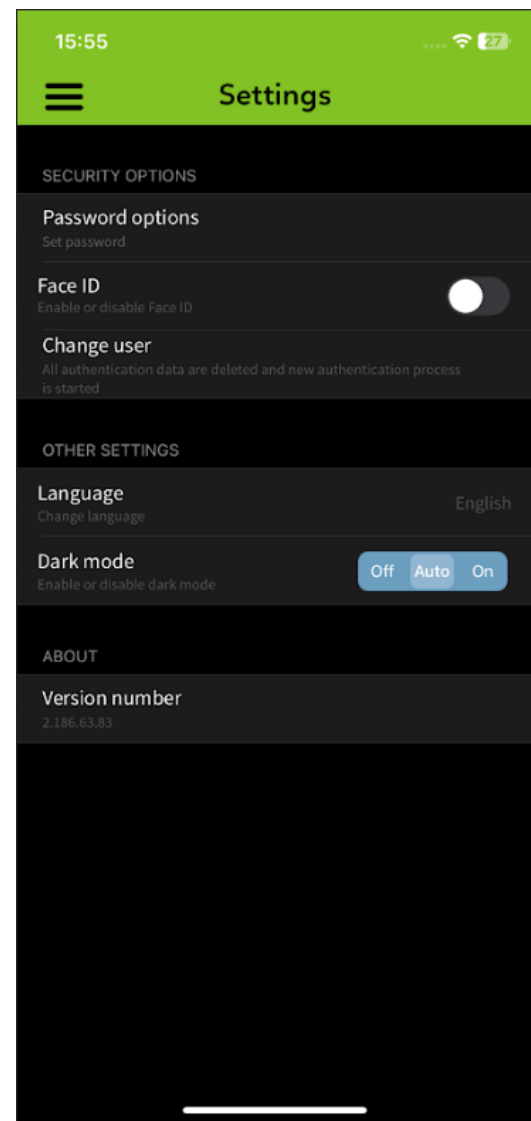 15:55
27
Settings
SECURITY OPTIONS
Password options
Set password
Face ID
Enable or disable Face ID
Change user
All authentication data are deleted and new authentication process
is started
OTHER SETTINGS
Language
English
Change language
Dark mode
Off Auto On
Enable or disable dark mode
ABOUT
Version number
2.186.63.83